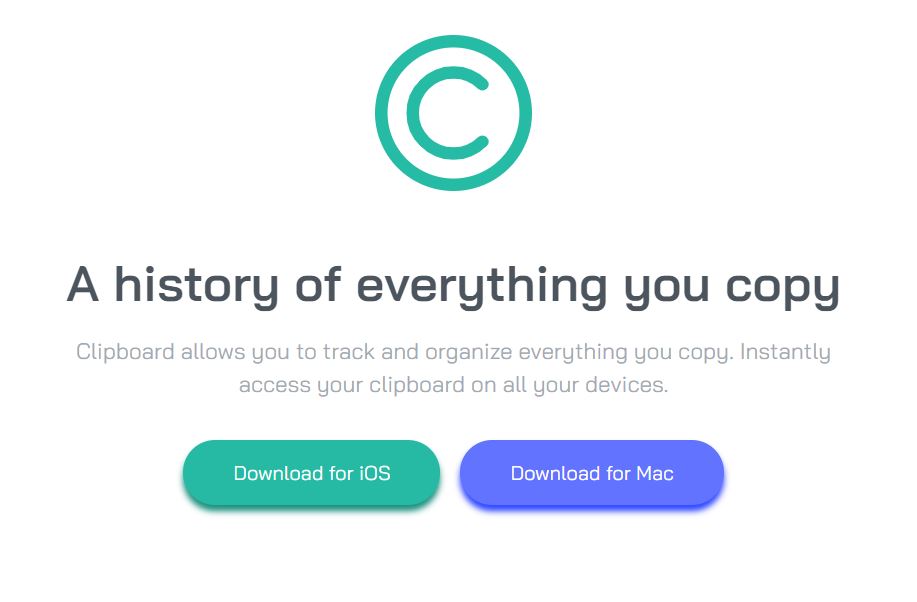 C
A history of everything you copy
Clipboard allows you to track and organize everything you copy. Instantly
access your clipboard on all your devices.
Download for iOS
Download for Mac